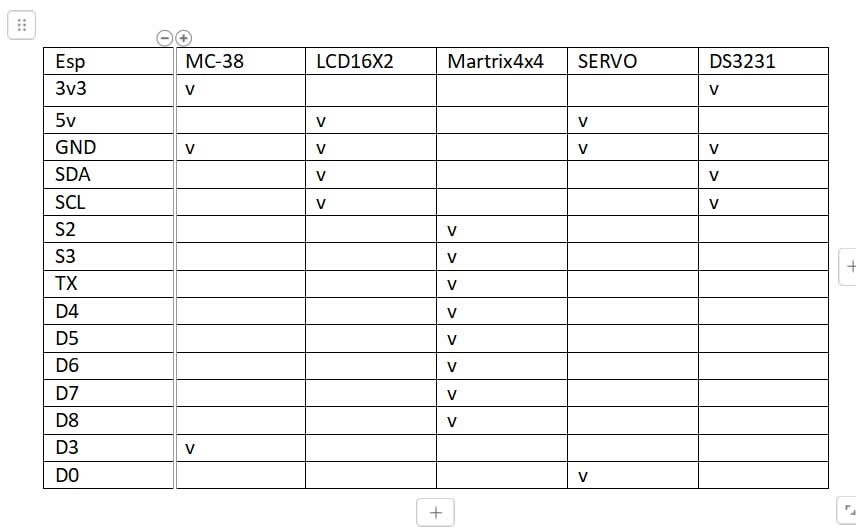 Esp MC-38 LCD16X2 Martrix4x4 SERVO DS3231
3v3 v v
5v v v
GND v v v v
SDA v v
SCL v v
S2 v
S3 v
TX v
D4 v
D5 v
D6 v
D7 v
D8 v
D3 v
D0 v